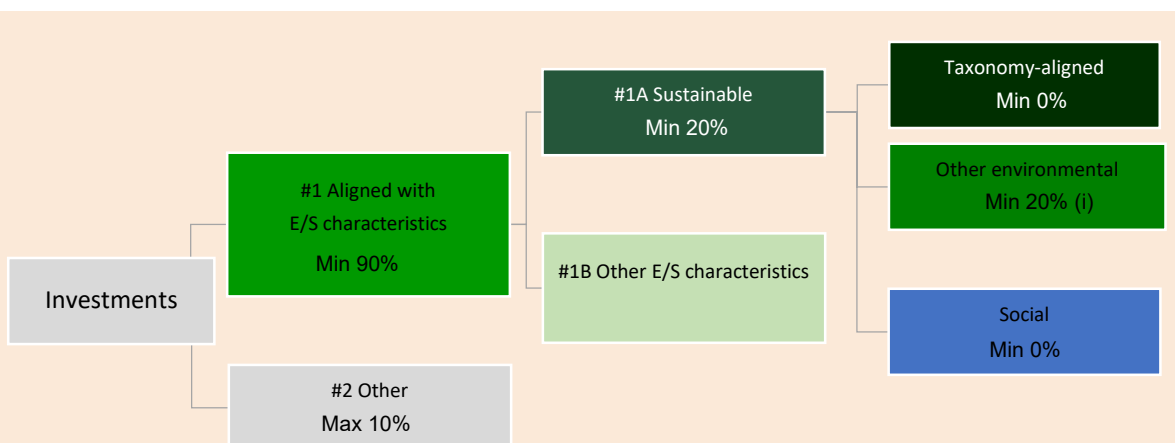 Investments
#1 Aligned with
E/S characteristics
Min 90%
#2 Other
Max 10%
#1A Sustainable
Min 20%
#1B Other E/S characteristics
Taxonomy-aligned
Min 0%
Other environmental
Min 20% (i)
Social
Min 0%